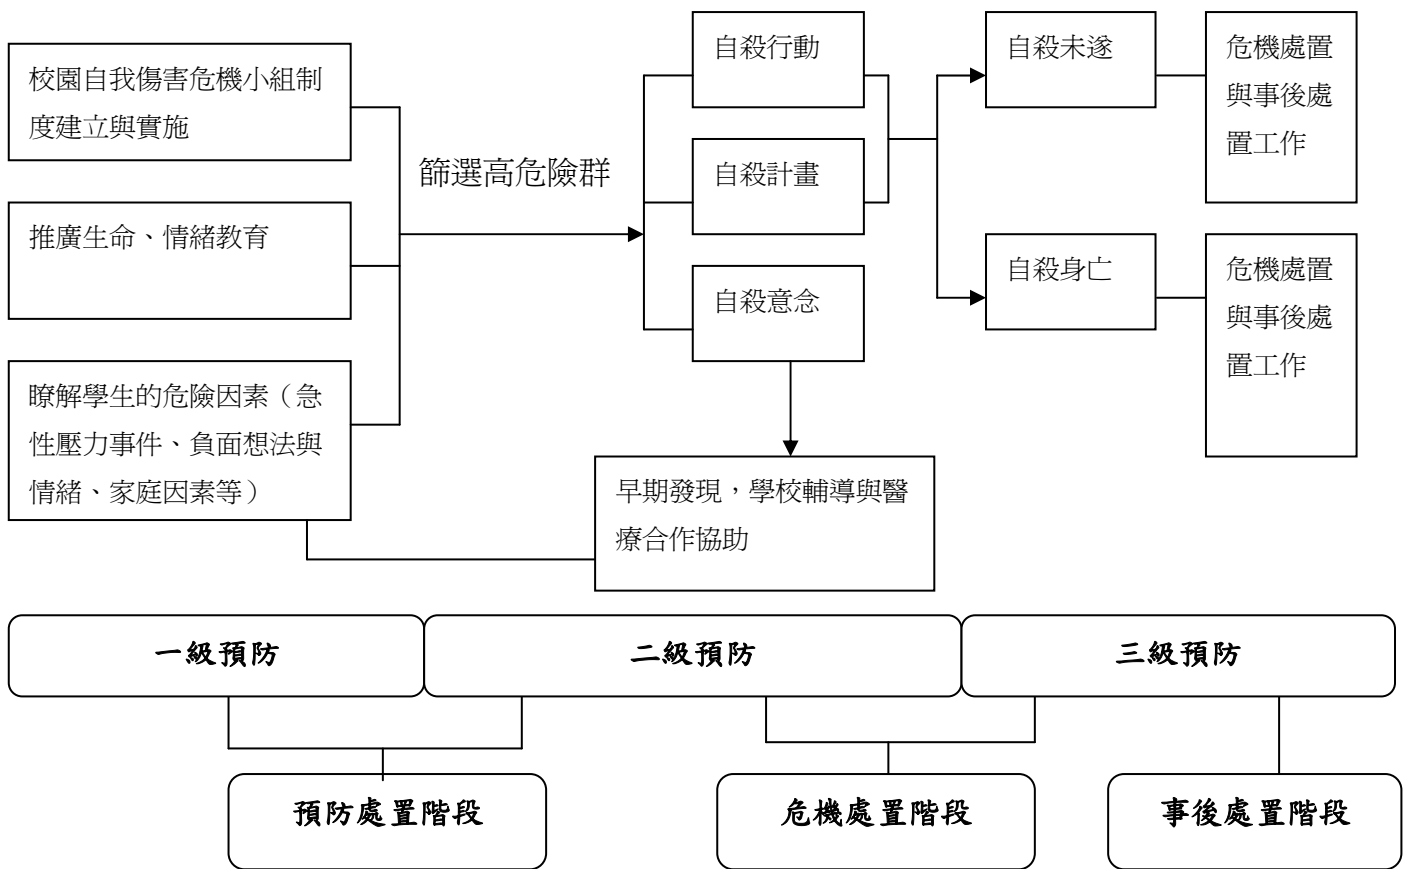 校園自我傷害危機小組制
度建立與實施
推廣生命、情緒教育
瞭解學生的危險因素（急
性壓力事件、負面想法與
情緒、家庭因素等）
篩選高危險群
自殺行動
自殺計畫
自殺意念
早期發現，學校輔導與醫
療合作協助
自殺未遂
危機處置
與事後處
置工作
自殺身亡
危機處置
與事後處
置工作
一級預防
二級預防
三級預防
預防處置階段
危機處置階段
事後處置階段